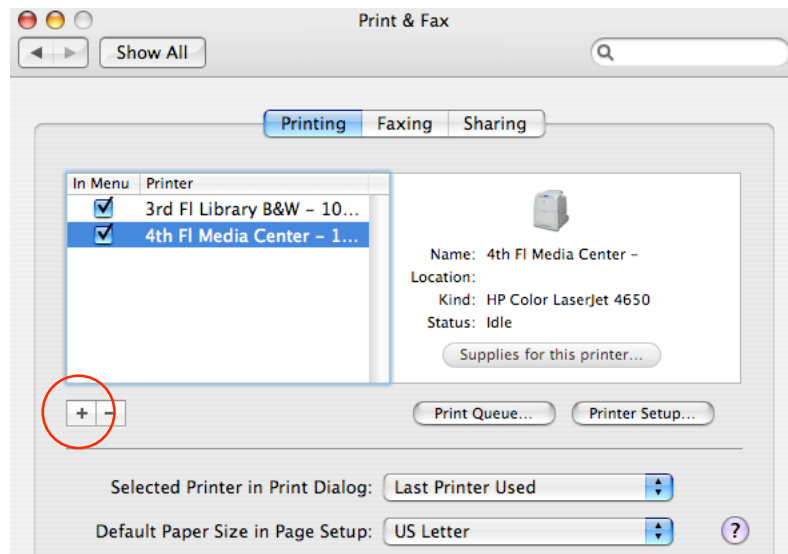 Print & Fax
Show All
Printing Faxing Sharing
In Menu Printer
3rd Fl Library B&W – 10...
4th Fl Media Center – 1...
Name: 4th Fl Media Center –
Location:
Kind: HP Color LaserJet 4650
Status: Idle
Supplies for this printer...
+ –
Print Queue... Printer Setup...
Selected Printer in Print Dialog: Last Printer Used
Default Paper Size in Page Setup: US Letter ?